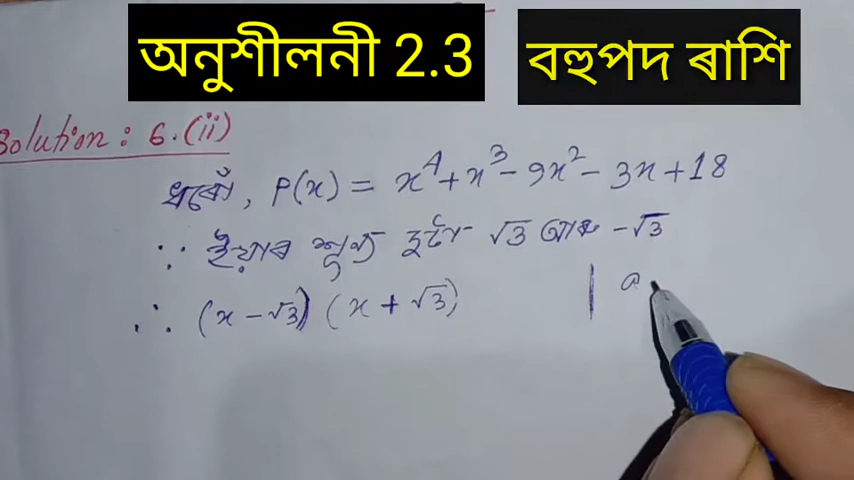 অনুশীলনী 2.3
বহুপদ ৰাশি
Solution : 6.(ii)
ধৰোঁ, P(x) = x⁴ + x³ - 9x² - 3x + 18
∵ ইয়াৰ শূন্য দুটা √3 আৰু -√3
∴ (x - √3) (x + √3) | a